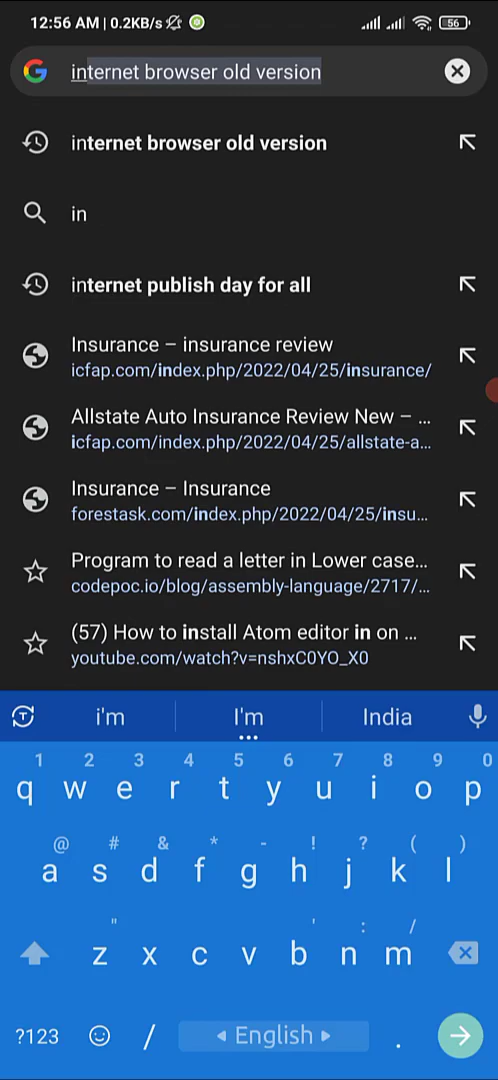 12:56 AM | 0.2KB/s 56
internet browser old version
internet browser old version
in
internet publish day for all
Insurance – insurance review
icfap.com/index.php/2022/04/25/insurance/
Allstate Auto Insurance Review New – ...
icfap.com/index.php/2022/04/25/allstate-a...
Insurance – Insurance
forestask.com/index.php/2022/04/25/insu...
Program to read a letter in Lower case...
codepoc.io/blog/assembly-language/2717/...
(57) How to install Atom editor in on ...
youtube.com/watch?v=nshxC0YO_X0
i'm I'm India
1 2 3 4 5 6 7 8 9 0
q w e r t y u i o p
@ # & * - ! ? ( )
a s d f g h j k l
" ' : /
z x c v b n m
?123 / English .